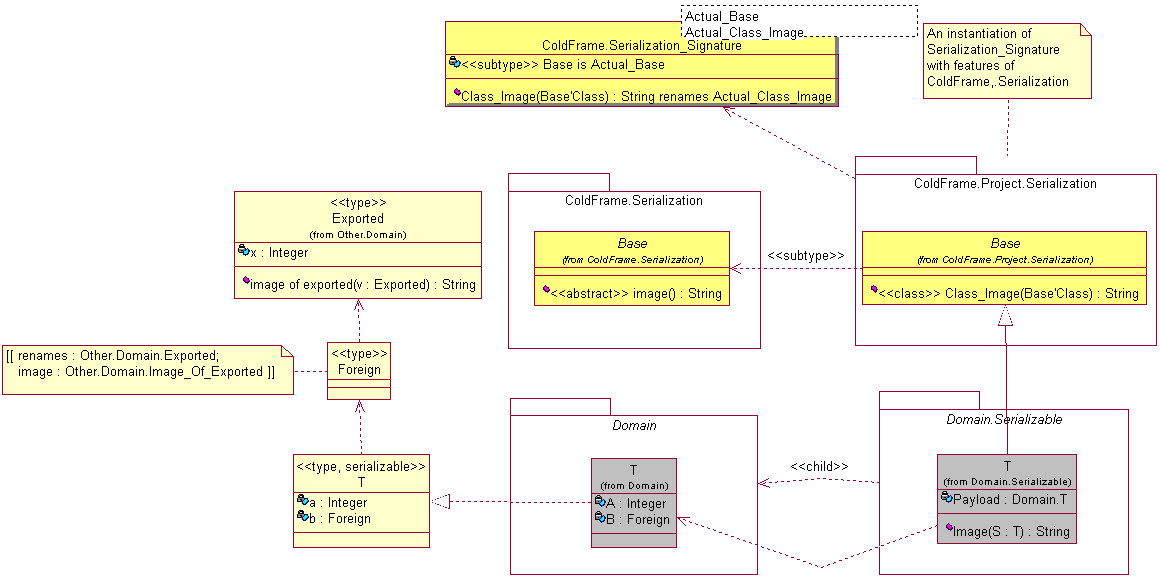 Actual_Base
Actual_Class_Image
ColdFrame.Serialization_Signature
<<subtype>> Base is Actual_Base
Class_Image(Base'Class) : String renames Actual_Class_Image
An instantiation of
Serialization_Signature
with features of
ColdFrame,.Serialization
ColdFrame.Project.Serialization
ColdFrame.Serialization
<<type>>
Exported
(from Other.Domain)
x : Integer
image of exported(v : Exported) : String
Base
(from ColdFrame.Serialization)
<<abstract>> image() : String
<<subtype>>
Base
(from ColdFrame.Project.Serialization)
<<class>> Class_Image(Base'Class) : String
[[ renames : Other.Domain.Exported;
image : Other.Domain.Image_Of_Exported ]]
<<type>>
Foreign
Domain
Domain.Serializable
<<type, serializable>>
T
a : Integer
b : Foreign
T
(from Domain)
A : Integer
B : Foreign
<<child>>
T
(from Domain.Serializable)
Payload : Domain.T
Image(S : T) : String